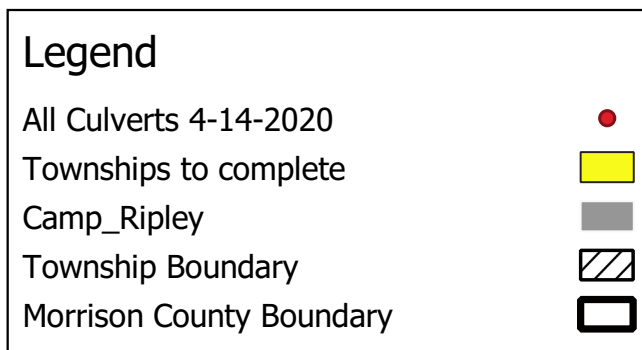 Legend
All Culverts 4-14-2020
Townships to complete
Camp_Ripley
Township Boundary
Morrison County Boundary